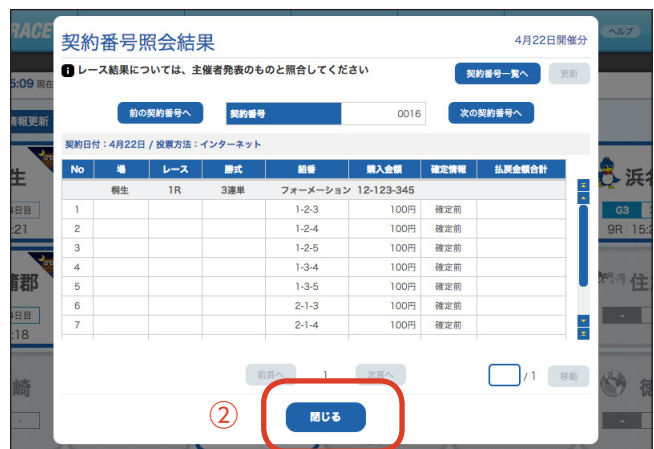 RACE
ヘルプ
契約番号照会結果
4月22日開催分
レース結果については、主催者発表のものと照合してください
契約番号一覧へ
更新
5:09 現在
情報更新
前の契約番号へ
契約番号
0016
次の契約番号へ
契約日付:4月22日 / 投票方法:インターネット
No 場 レース 勝式 組番 購入金額 確定情報 払戻金額合計
桐生 1R 3連単 フォーメーション 12-123-345
1 1-2-3 100円 確定前
2 1-2-4 100円 確定前
3 1-2-5 100円 確定前
4 1-3-4 100円 確定前
5 1-3-5 100円 確定前
6 2-1-3 100円 確定前
7 2-1-4 100円 確定前
生
日目
:21
浜名
G3
9R 15:2
蒲郡
日目
:18
住
-
前頁へ
1
次頁へ
/ 1
移動
崎
-
徳
-
②
閉じる